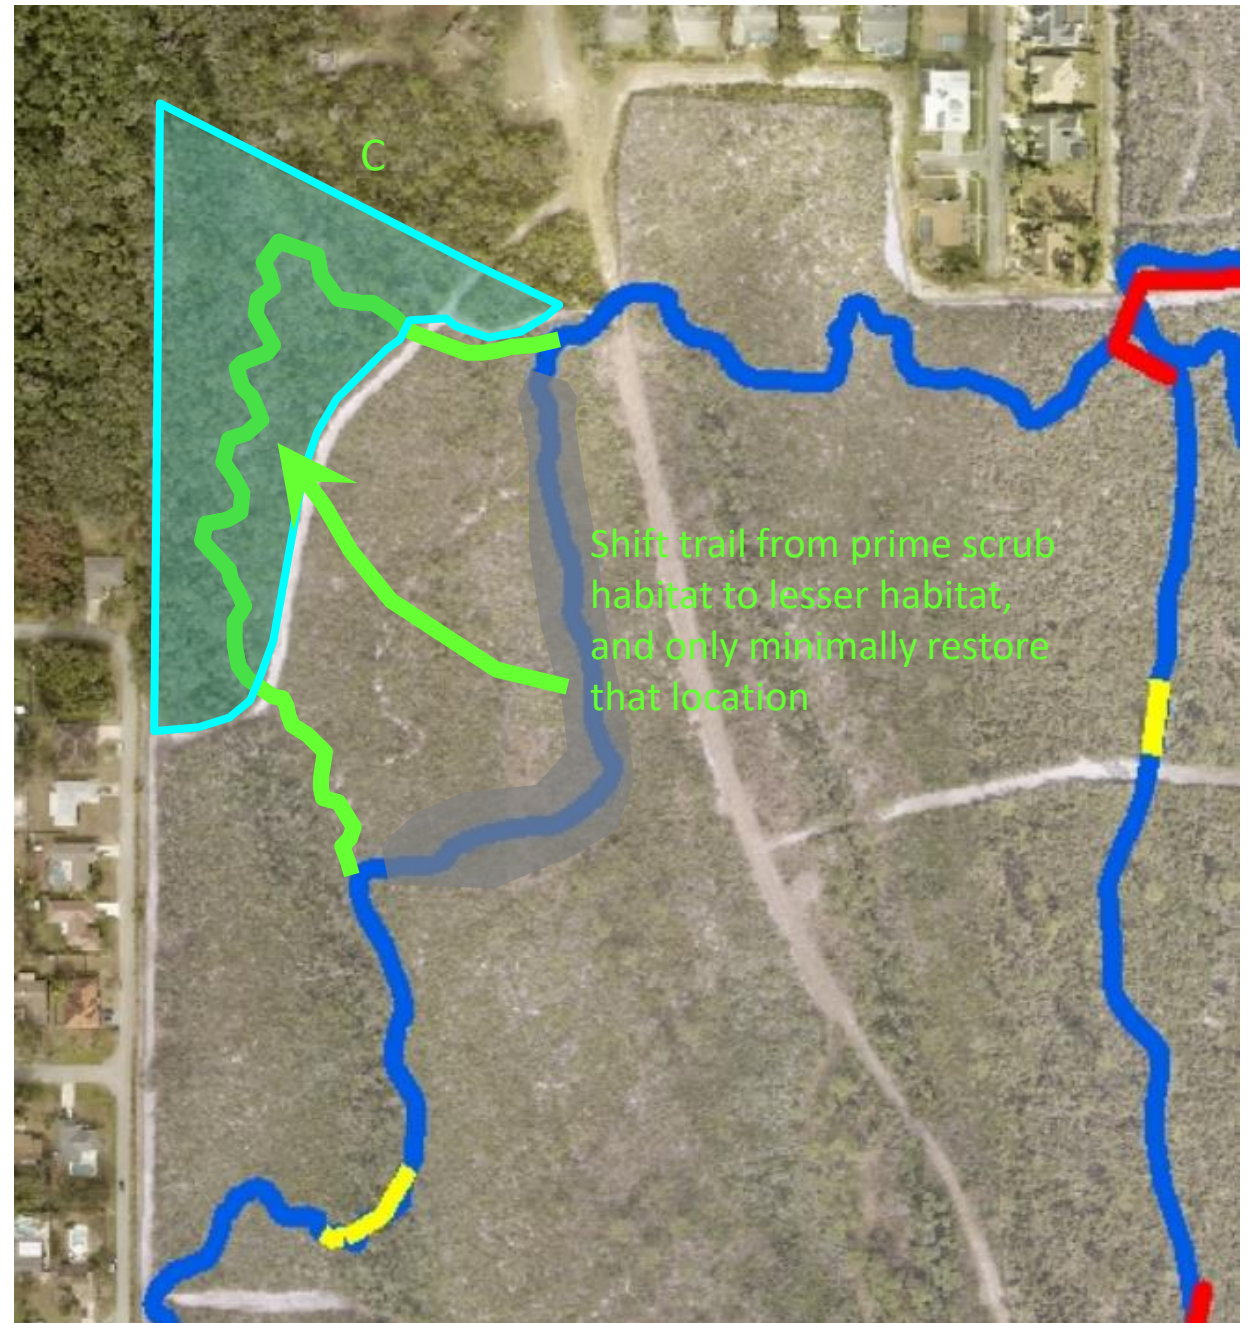 C
Shift trail from prime scrub
habitat to lesser habitat,
and only minimally restore
that location